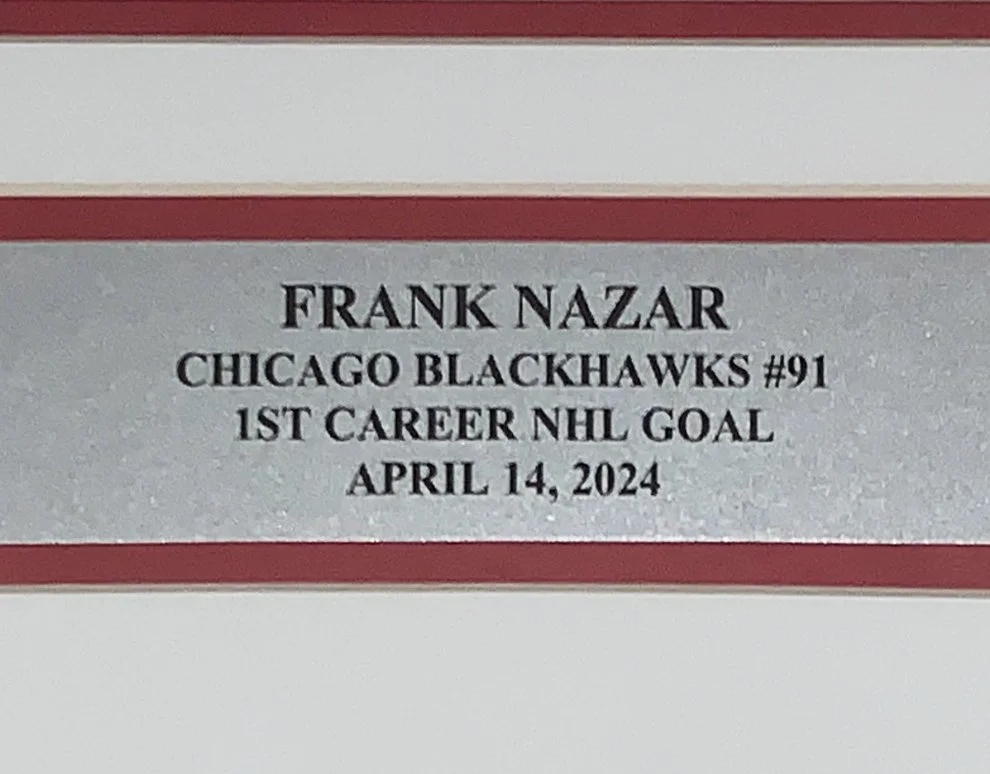 FRANK NAZAR
CHICAGO BLACKHAWKS #91
1ST CAREER NHL GOAL
APRIL 14, 2024